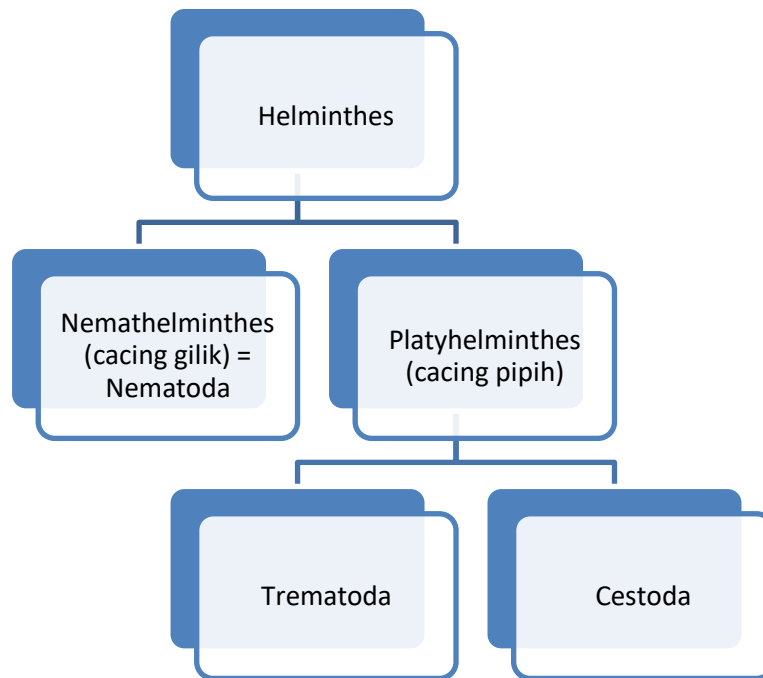 Helminthes
Nemathelminthes
(cacing gilik) =
Nematoda
Platyhelminthes
(cacing pipih)
Trematoda
Cestoda